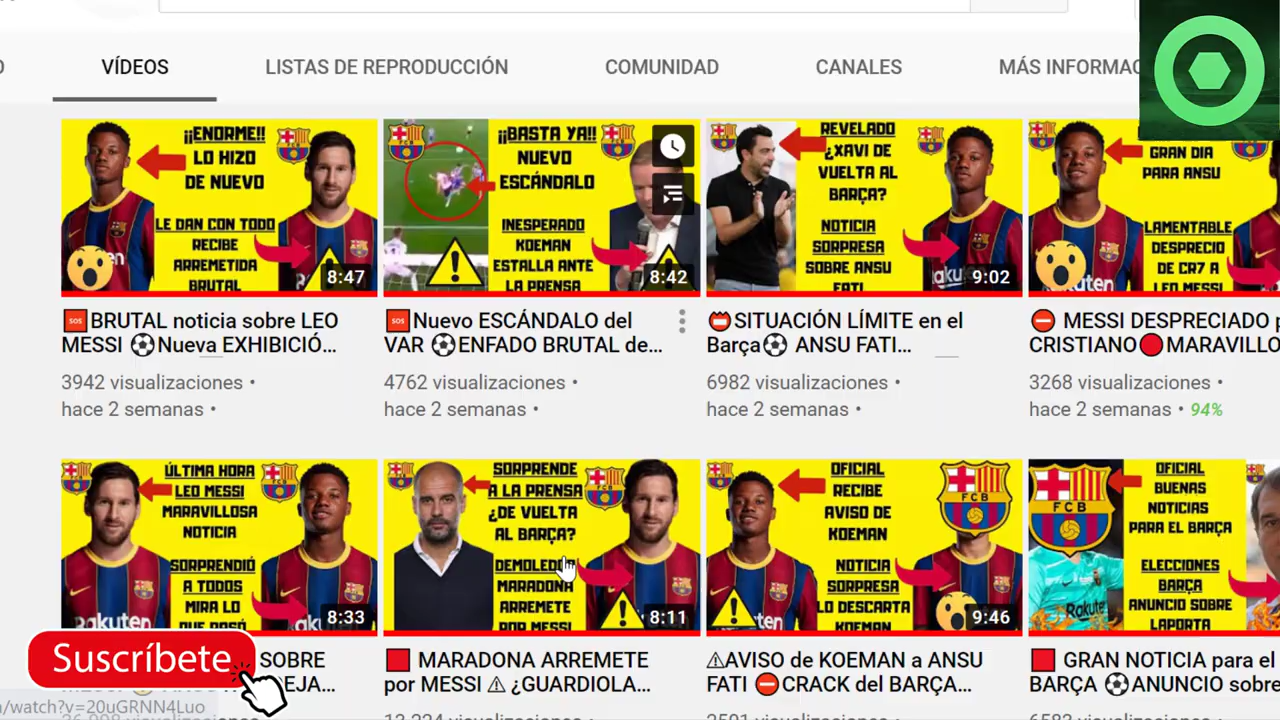 VÍDEOS
LISTAS DE REPRODUCCIÓN
COMUNIDAD
CANALES
MÁS INFORMAC
¡¡ENORME!!
LO HIZO
DE NUEVO
LE DAN CON TODO
RECIBE
ARREMETIDA
BRUTAL
8:47
¡¡BASTA YA!!
NUEVO
ESCÁNDALO
INESPERADO
KOEMAN
ESTALLA ANTE
LA PRENSA
8:42
REVELADO
¿XAVI DE
VUELTA AL
BARÇA?
NOTICIA
SORPRESA
SOBRE ANSU
FATI
9:02
GRAN DIA
PARA ANSU
LAMENTABLE
DESPRECIO
DE CR7 A
LEO MESSI
🆘BRUTAL noticia sobre LEO
MESSI ⚽Nueva EXHIBICIÓ...
3942 visualizaciones •
hace 2 semanas •
🆘Nuevo ESCÁNDALO del
VAR ⚽ENFADO BRUTAL de...
4762 visualizaciones •
hace 2 semanas •
📛SITUACIÓN LÍMITE en el
Barça⚽ ANSU FATI...
6982 visualizaciones •
hace 2 semanas •
⛔ MESSI DESPRECIADO p
CRISTIANO🔴MARAVILLO
3268 visualizaciones •
hace 2 semanas • 94%
ÚLTIMA HORA
LEO MESSI
MARAVILLOSA
NOTICIA
SORPRENDIÓ
A TODOS
MIRA LO
QUE PASÓ
8:33
SORPRENDE
A LA PRENSA
¿DE VUELTA
AL BARÇA?
MARADONA
ARREMETE
POR MESSI
8:11
OFICIAL
RECIBE
AVISO DE
KOEMAN
NOTICIA
SORPRESA
LO DESCARTA
KOEMAN
FCB
9:46
FCB
OFICIAL
BUENAS
NOTICIAS
PARA EL BARÇA
ELECCIONES
BARÇA
ANUNCIO SOBRE
LAPORTA
Rakuten
SOBRE
🟥 MARADONA ARREMETE
por MESSI ⚠ ¿GUARDIOLA...
⚠AVISO de KOEMAN a ANSU
FATI ⛔CRACK del BARÇA...
🟥 GRAN NOTICIA para el
BARÇA ⚽ANUNCIO sobre
Suscríbete
/watch?v=20uGRNN4Luo